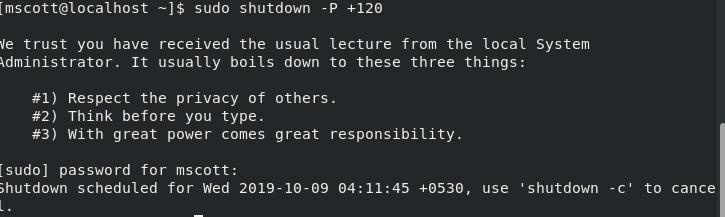 [mscott@localhost ~]$ sudo shutdown -P +120
We trust you have received the usual lecture from the local System
Administrator. It usually boils down to these three things:
#1) Respect the privacy of others.
#2) Think before you type.
#3) With great power comes great responsibility.
[sudo] password for mscott:
Shutdown scheduled for Wed 2019-10-09 04:11:45 +0530, use 'shutdown -c' to cance
l.